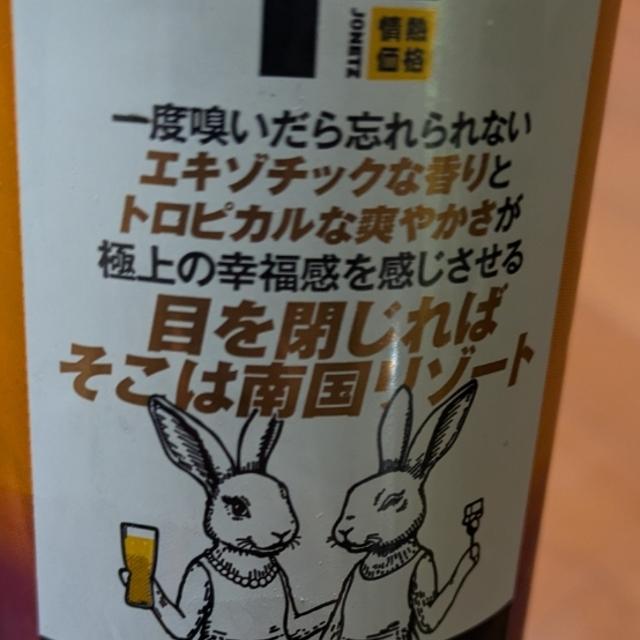 JONETZ
情熱
価格
一度嗅いだら忘れられない
エキゾチックな香りと
トロピカルな爽やかさが
極上の幸福感を感じさせる
目を閉じれば
そこは南国リゾート